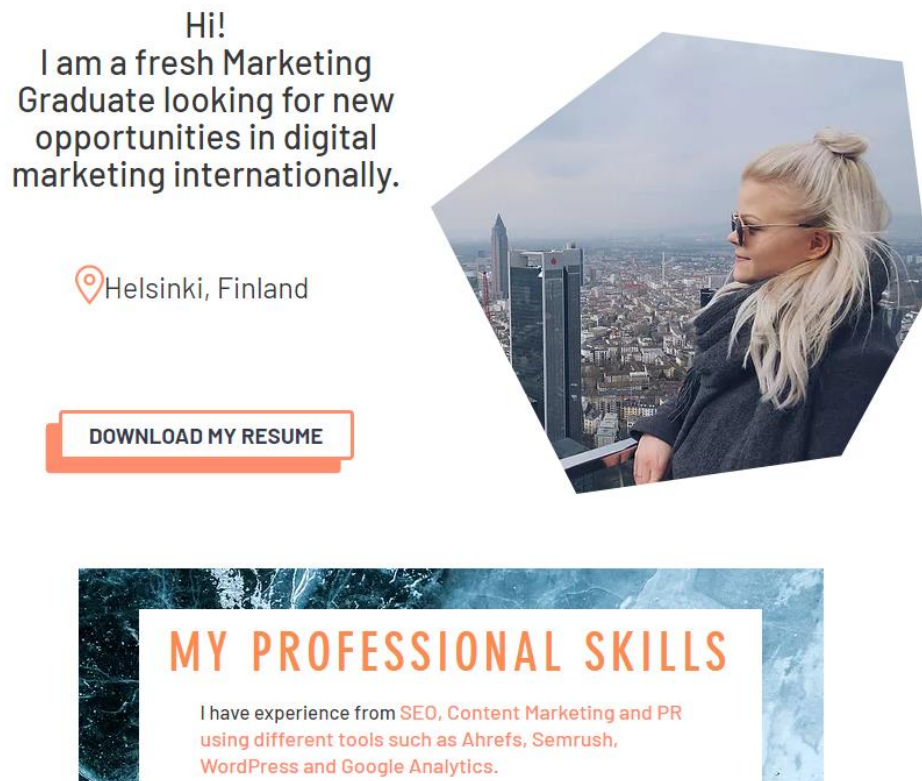 Hi!
I am a fresh Marketing
Graduate looking for new
opportunities in digital
marketing internationally.
Helsinki, Finland
DOWNLOAD MY RESUME
MY PROFESSIONAL SKILLS
I have experience from SEO, Content Marketing and PR
using different tools such as Ahrefs, Semrush,
WordPress and Google Analytics.